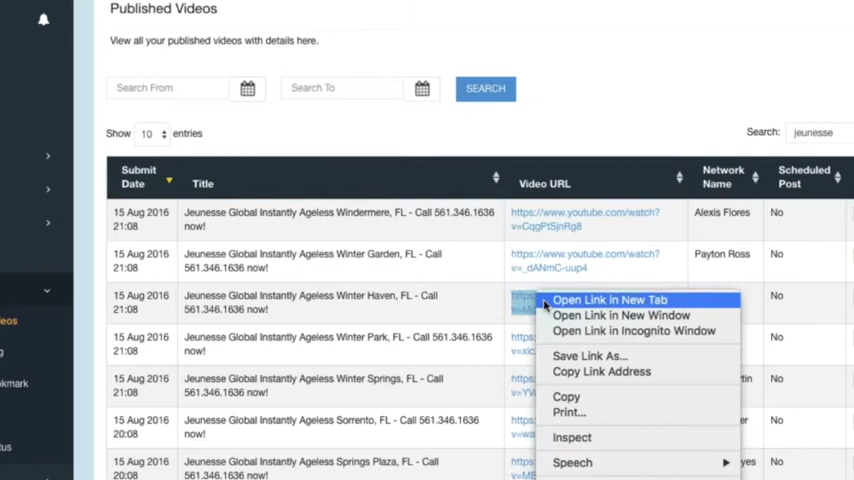 Published Videos
View all your published videos with details here.
Search From
Search To
SEARCH
Show 10 entries
Search: jeunesse
Submit Date
Title
Video URL
Network Name
Scheduled Post
15 Aug 2016 21:08
Jeunesse Global Instantly Ageless Windermere, FL - Call 561.346.1636 now!
https://www.youtube.com/watch?v=CqgPtSjnRg8
Alexis Flores
No
15 Aug 2016 21:08
Jeunesse Global Instantly Ageless Winter Garden, FL - Call 561.346.1636 now!
https://www.youtube.com/watch?v=_dANmC-uup4
Payton Ross
No
15 Aug 2016 21:08
Jeunesse Global Instantly Ageless Winter Haven, FL - Call 561.346.1636 now!
No
15 Aug 2016 21:08
Jeunesse Global Instantly Ageless Winter Park, FL - Call 561.346.1636 now!
No
15 Aug 2016 21:08
Jeunesse Global Instantly Ageless Winter Springs, FL - Call 561.346.1636 now!
No
15 Aug 2016 20:08
Jeunesse Global Instantly Ageless Sorrento, FL - Call 561.346.1636 now!
No
15 Aug 2016 20:08
Jeunesse Global Instantly Ageless Springs Plaza, FL - Call 561.346.1636 now!
No
Open Link in New Tab
Open Link in New Window
Open Link in Incognito Window
Save Link As...
Copy Link Address
Copy
Print...
Inspect
Speech